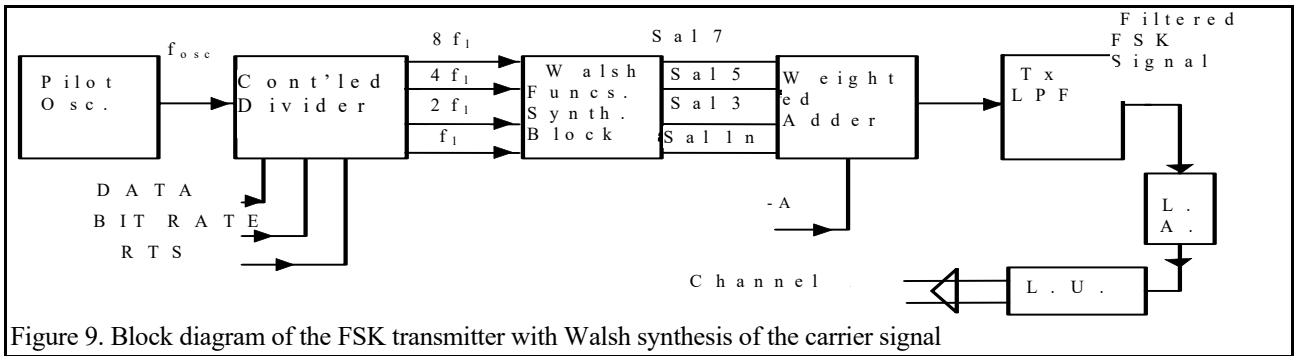 Filtered
FSK
Signal
fosc
8 f1
Sal 7
Pilot
Osc.
Cont'led
Divider
4 f1
2 f1
f1
Walsh
Funcs.
Synth.
Block
Sal 5
Sal 3
Sal 1n
Weight
ed
Adder
Tx
LPF
DATA
BIT RATE
RTS
-A
L.
A.
Channel
L.U.
Figure 9. Block diagram of the FSK transmitter with Walsh synthesis of the carrier signal